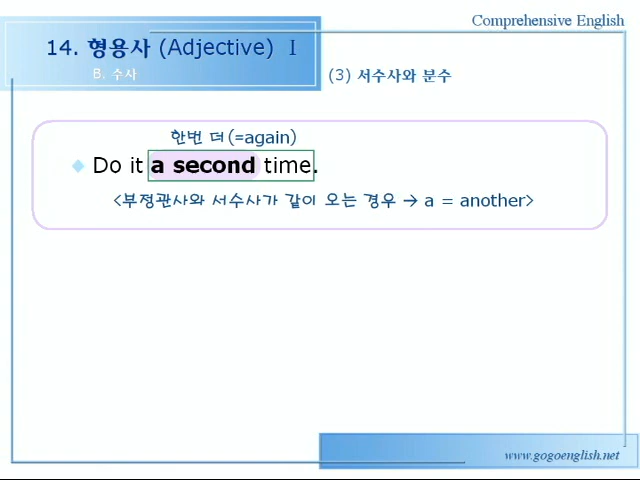 Comprehensive English
14. 형용사 (Adjective) Ⅰ
B. 수사
(3) 서수사와 분수
한번 더 (=again)
Do it a second time.
<부정관사와 서수사가 같이 오는 경우 → a = another>
www.gogoenglish.net